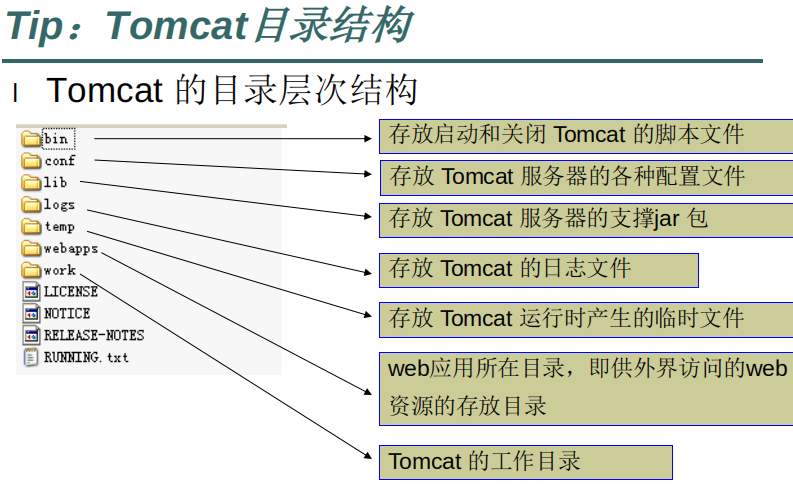 Tip：Tomcat目录结构
l Tomcat 的目录层次结构
bin
conf
lib
logs
temp
webapps
work
LICENSE
NOTICE
RELEASE-NOTES
RUNNING.txt
存放启动和关闭 Tomcat 的脚本文件
存放 Tomcat 服务器的各种配置文件
存放 Tomcat 服务器的支撑jar 包
存放 Tomcat 的日志文件
存放 Tomcat 运行时产生的临时文件
web应用所在目录，即供外界访问的web
资源的存放目录
Tomcat 的工作目录